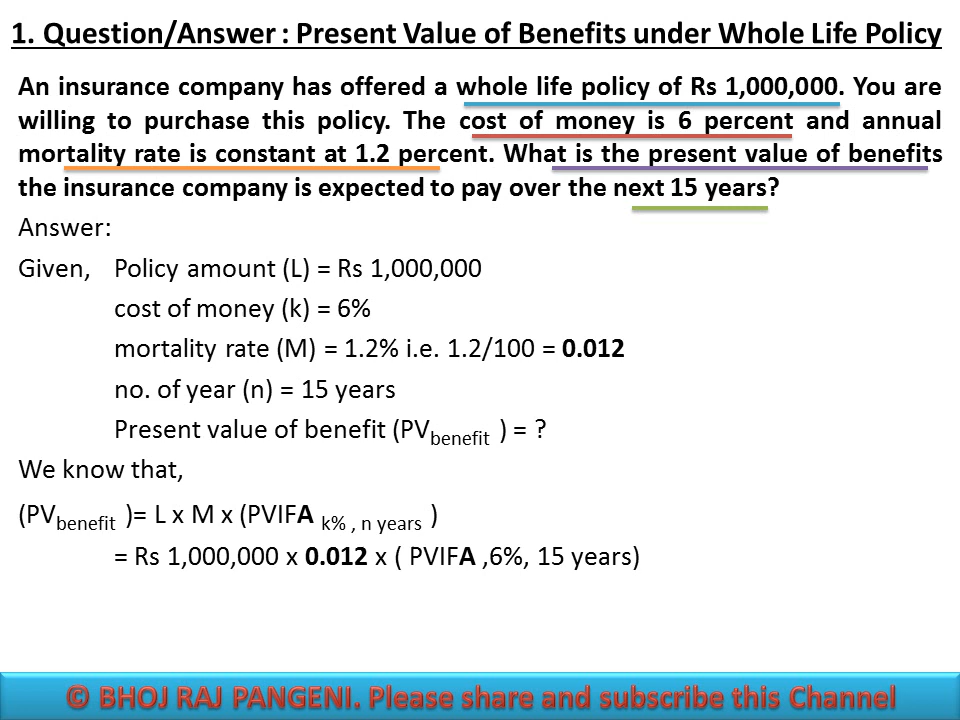 1. Question/Answer : Present Value of Benefits under Whole Life Policy
An insurance company has offered a whole life policy of Rs 1,000,000. You are
willing to purchase this policy. The cost of money is 6 percent and annual
mortality rate is constant at 1.2 percent. What is the present value of benefits
the insurance company is expected to pay over the next 15 years?
Answer:
Given, Policy amount (L) = Rs 1,000,000
cost of money (k) = 6%
mortality rate (M) = 1.2% i.e. 1.2/100 = 0.012
no. of year (n) = 15 years
Present value of benefit (PVbenefit ) = ?
We know that,
(PVbenefit )= L x M x (PVIFA k% , n years )
= Rs 1,000,000 x 0.012 x ( PVIFA ,6%, 15 years)
© BHOJ RAJ PANGENI. Please share and subscribe this Channel